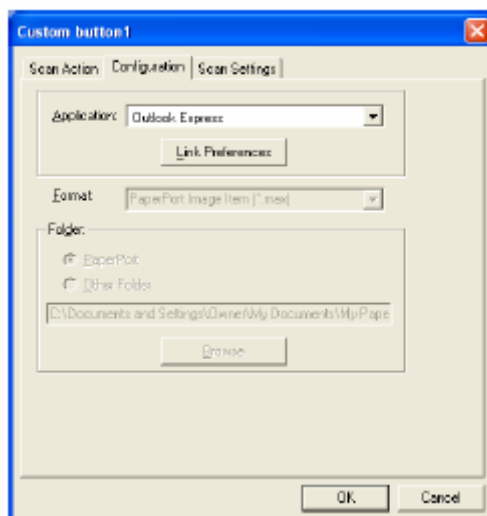 Custom button1
Scan Action Configuration Scan Settings
Application: Outlook Express
Link Preferences
Format PaperPort Image Item (*.max)
Folder:
PaperPort
Other Folder
C:\Documents and Settings\Owner\My Documents\My Pape
Browse
OK Cancel